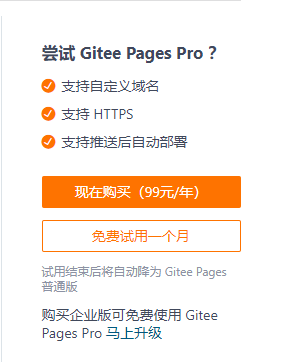 尝试 Gitee Pages Pro ?
支持自定义域名
支持 HTTPS
支持推送后自动部署
现在购买（99元/年）
免费试用一个月
试用结束后将自动降为 Gitee Pages
普通版
购买企业版可免费使用 Gitee
Pages Pro 马上升级